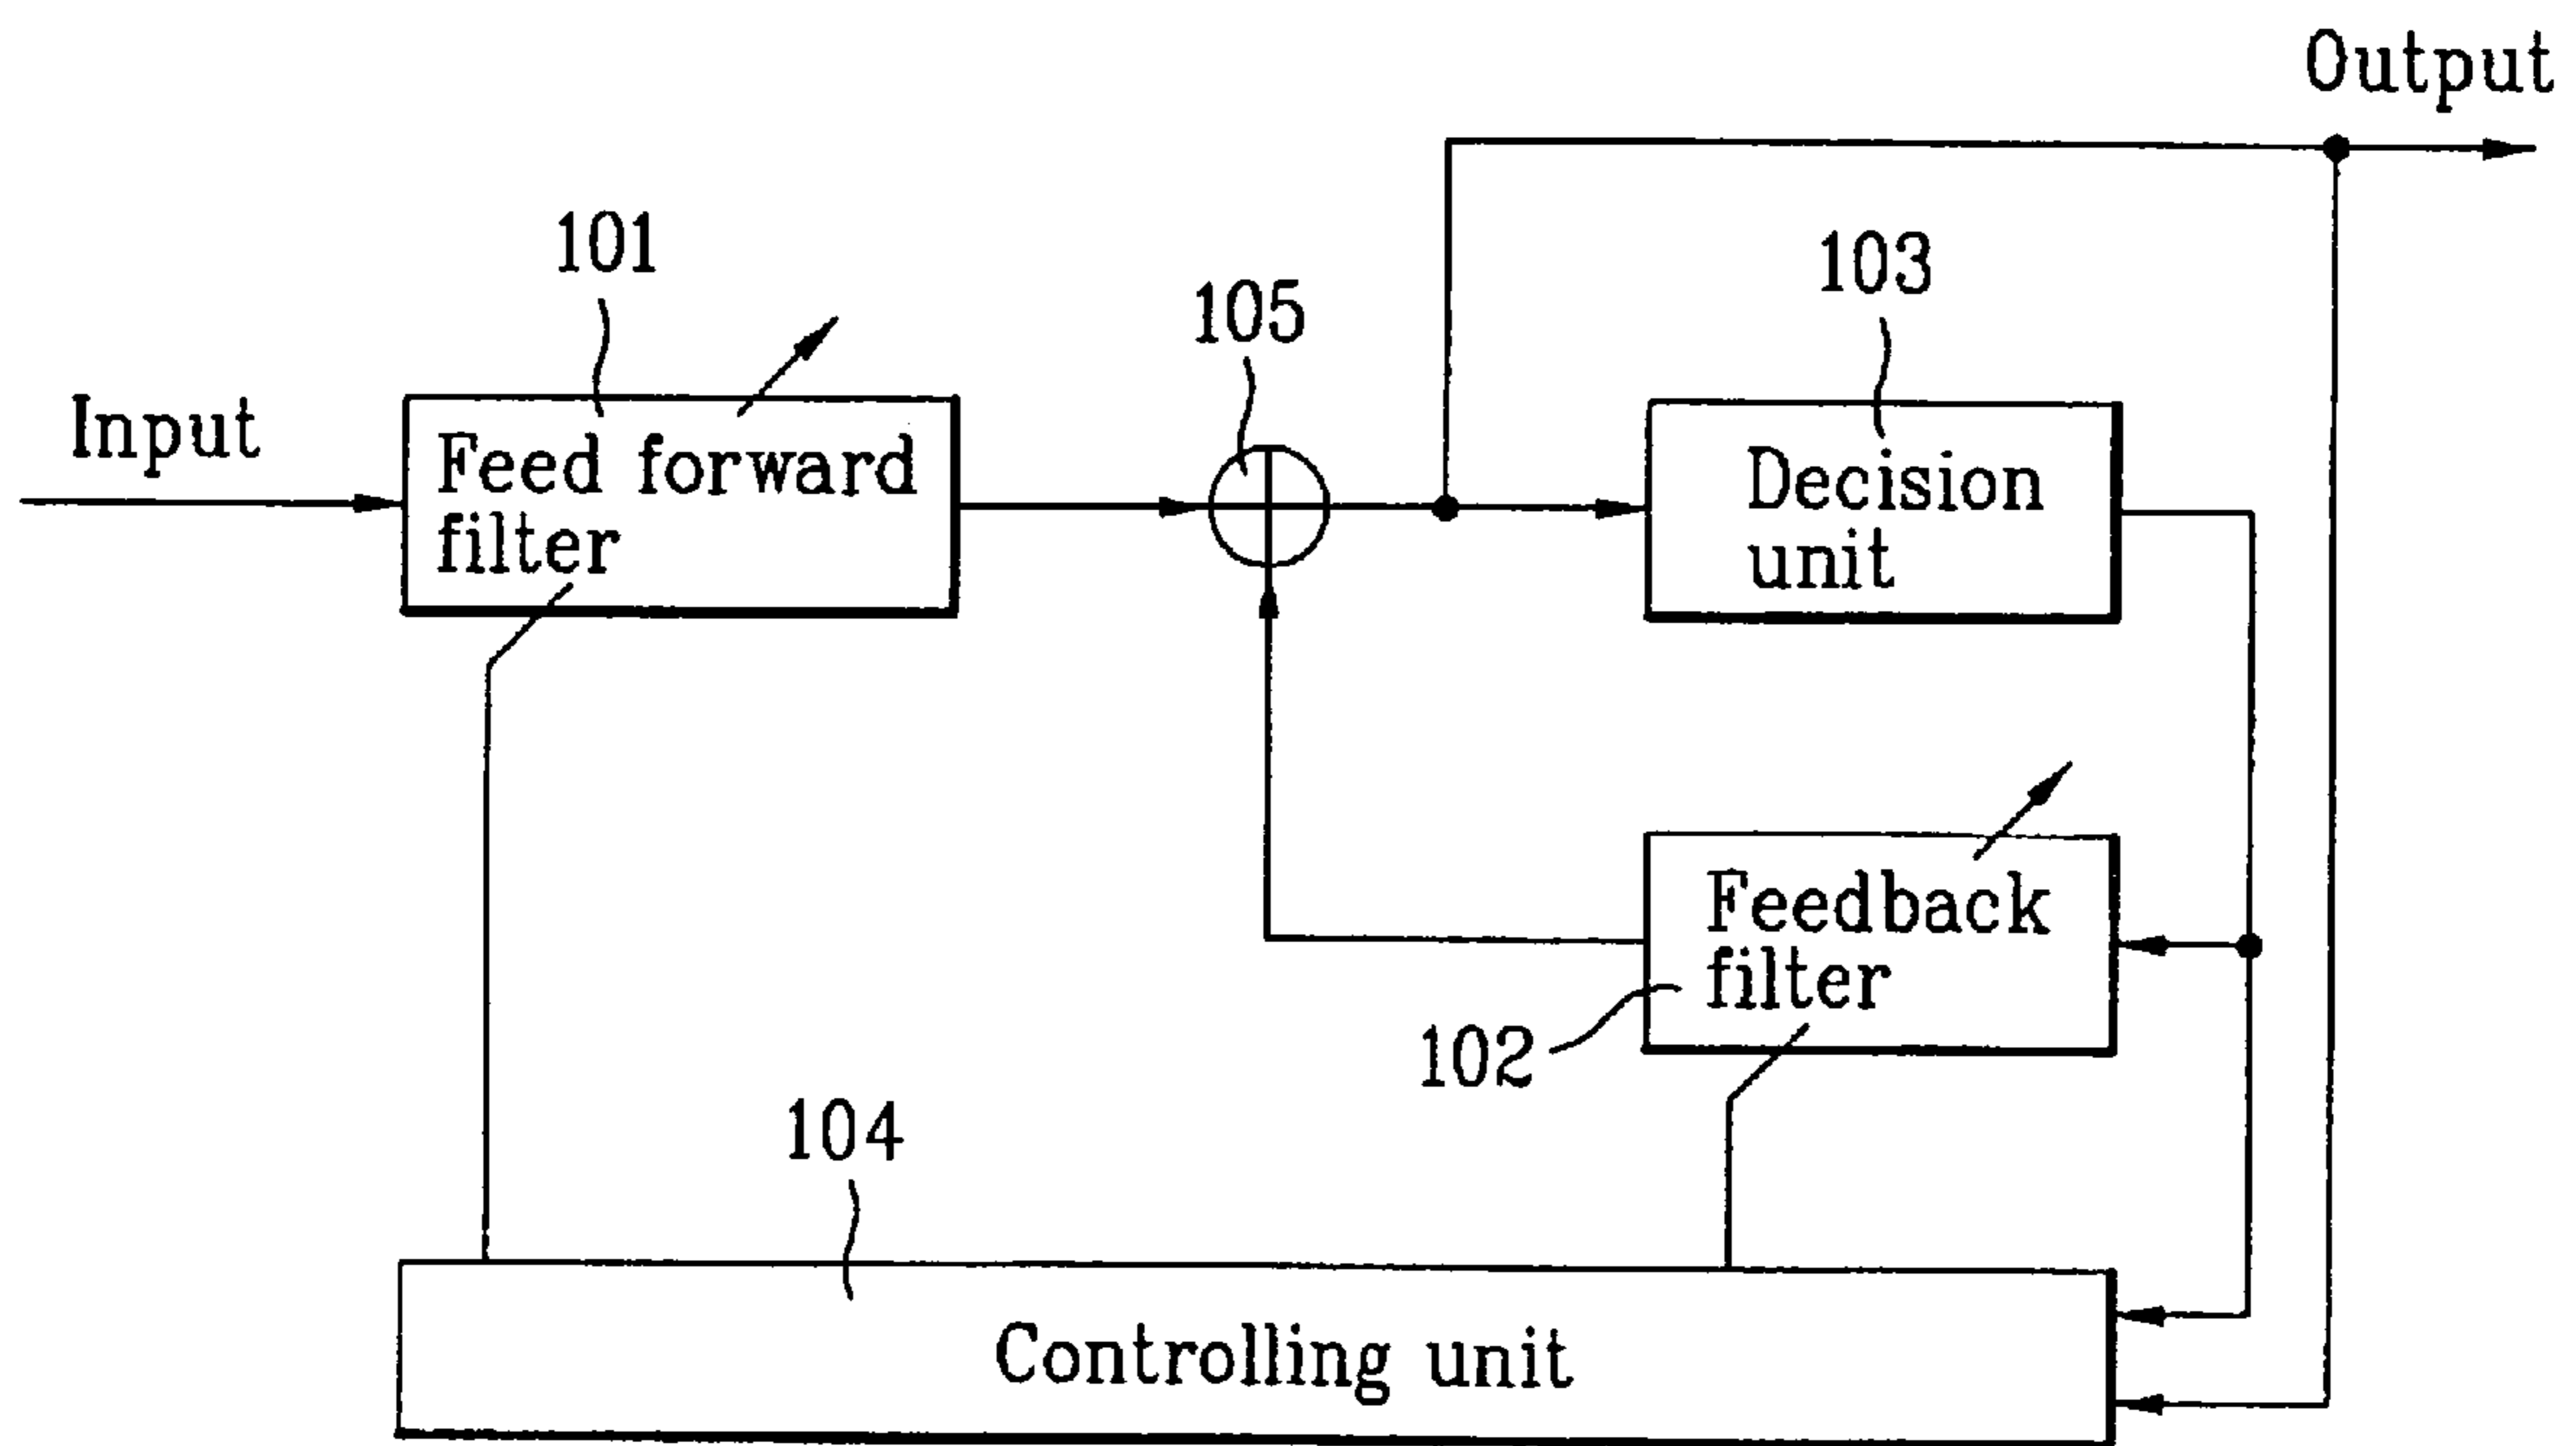 Output
101
103
105
Input
Feed forward
filter
Decision
unit
Feedback
filter
102
104
Controlling unit